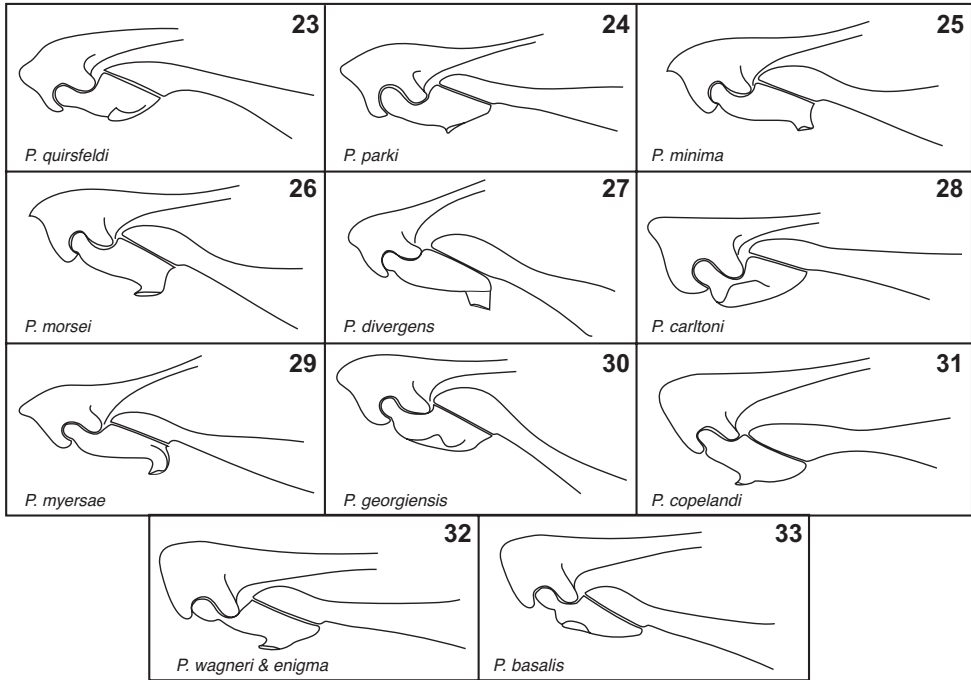 23
P. quirsfeldi
24
P. parki
25
P. minima
26
P. morsei
27
P. divergens
28
P. carltoni
29
P. myersae
30
P. georgiensis
31
P. copelandi
32
P. wagneri & enigma
33
P. basalis